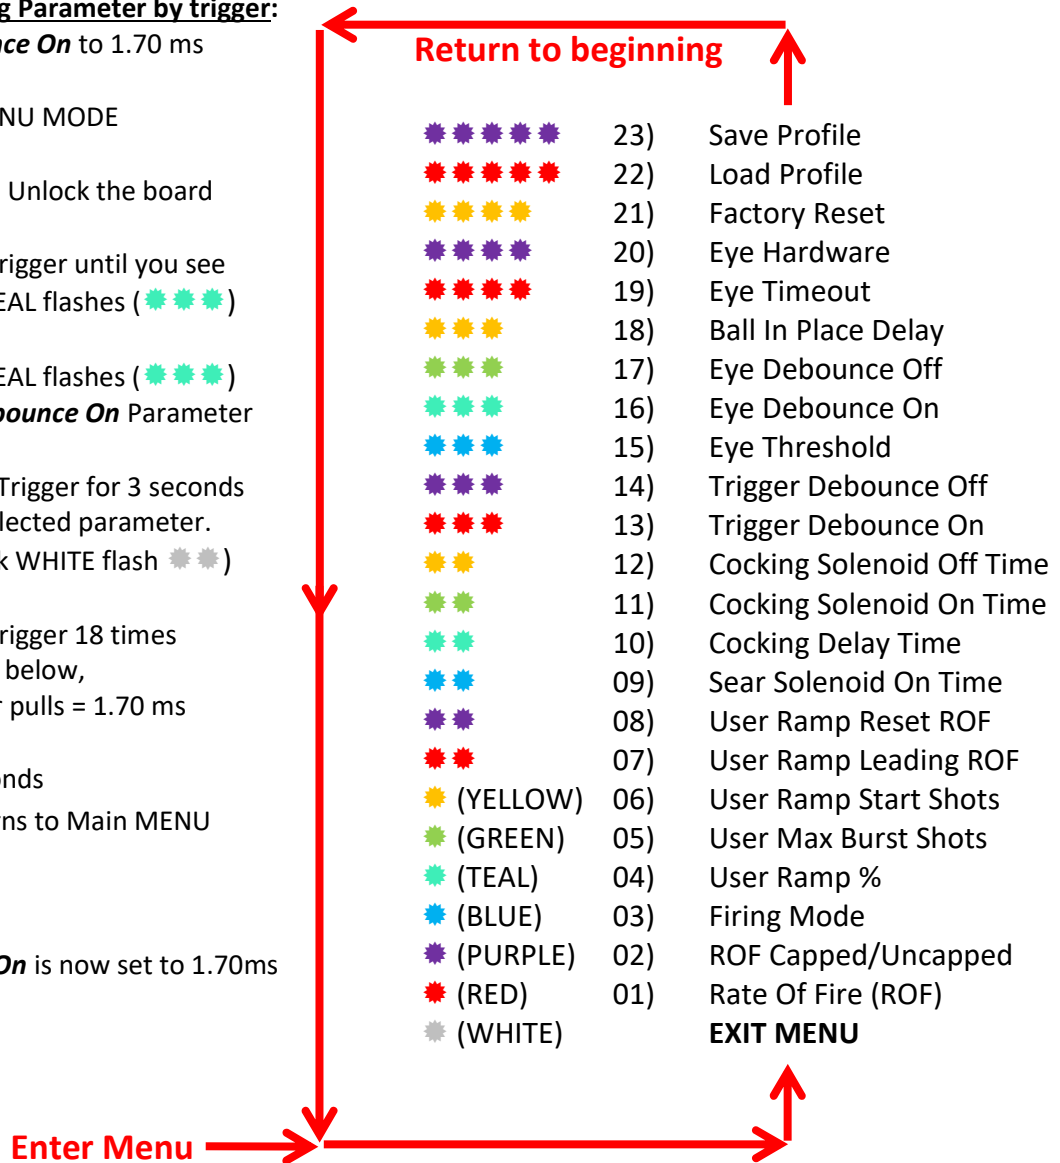 g Parameter by trigger:
nce On to 1.70 ms
NU MODE
Unlock the board
rigger until you see
EAL flashes ( )
EAL flashes ( )
bounce On Parameter
Trigger for 3 seconds
lected parameter.
k WHITE flash )
rigger 18 times
below,
r pulls = 1.70 ms
onds
rns to Main MENU
On is now set to 1.70ms
Enter Menu
Return to beginning
23) Save Profile
22) Load Profile
21) Factory Reset
20) Eye Hardware
19) Eye Timeout
18) Ball In Place Delay
17) Eye Debounce Off
16) Eye Debounce On
15) Eye Threshold
14) Trigger Debounce Off
13) Trigger Debounce On
12) Cocking Solenoid Off Time
11) Cocking Solenoid On Time
10) Cocking Delay Time
09) Sear Solenoid On Time
08) User Ramp Reset ROF
07) User Ramp Leading ROF
(YELLOW) 06) User Ramp Start Shots
(GREEN) 05) User Max Burst Shots
(TEAL) 04) User Ramp %
(BLUE) 03) Firing Mode
(PURPLE) 02) ROF Capped/Uncapped
(RED) 01) Rate Of Fire (ROF)
(WHITE) EXIT MENU